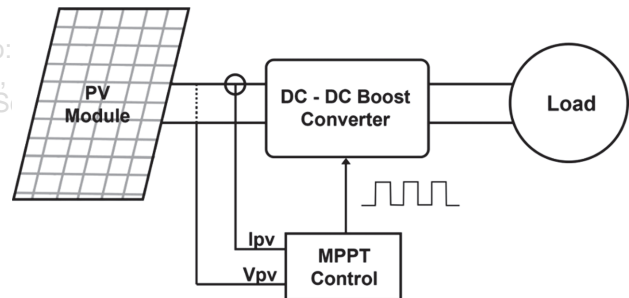 PV
Module
DC - DC Boost
Converter
Load
Ipv
Vpv
MPPT
Control